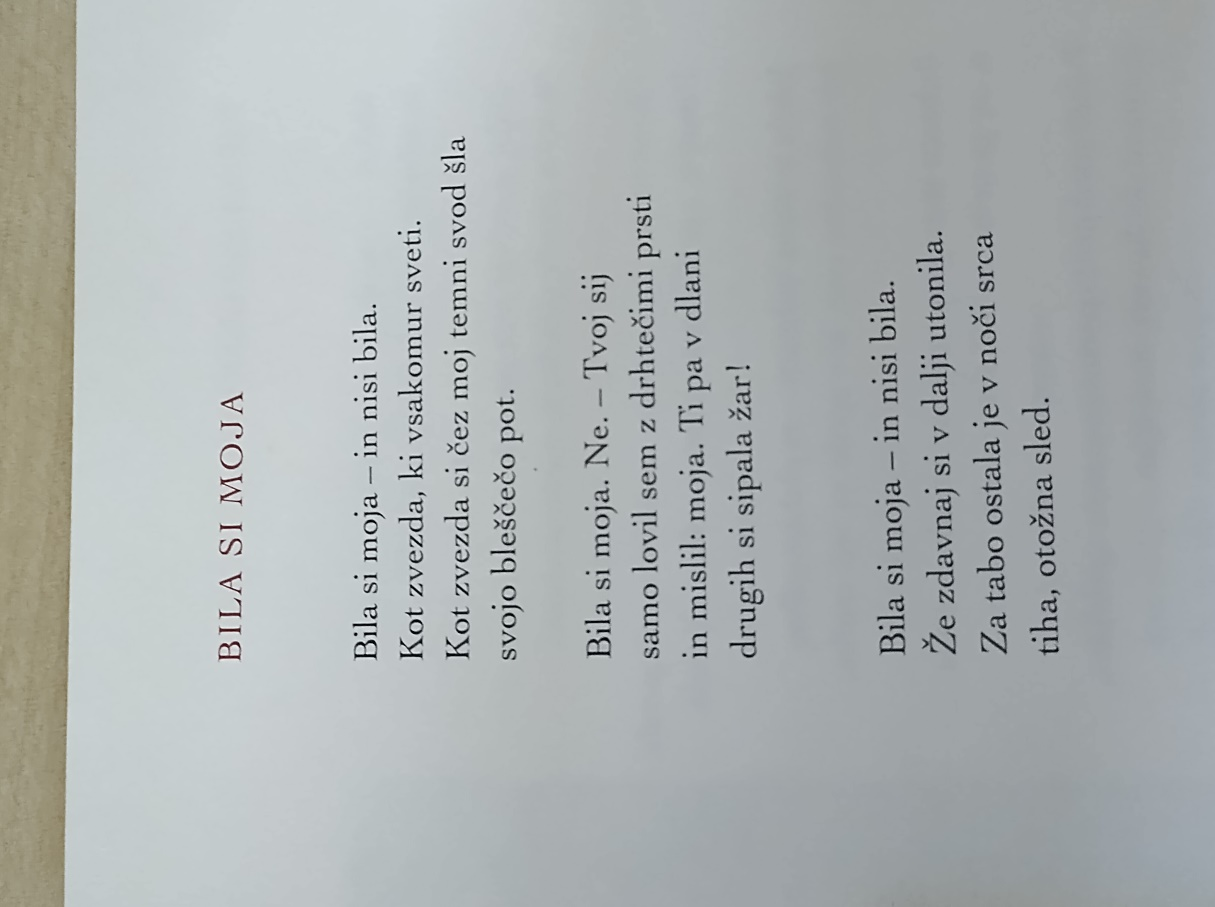 BILA SI MOJA
Bila si moja – in nisi bila.
Kot zvezda, ki vsakomur sveti.
Kot zvezda si čez moj temni svod šla
svojo bleščečo pot.
Bila si moja. Ne. – Tvoj sij
samo lovil sem z drhtečimi prsti
in mislil: moja. Ti pa v dlani
drugih si sipala žar!
Bila si moja – in nisi bila.
Že zdavnaj si v dalji utonila.
Za tabo ostala je v noči srca
tiha, otožna sled.